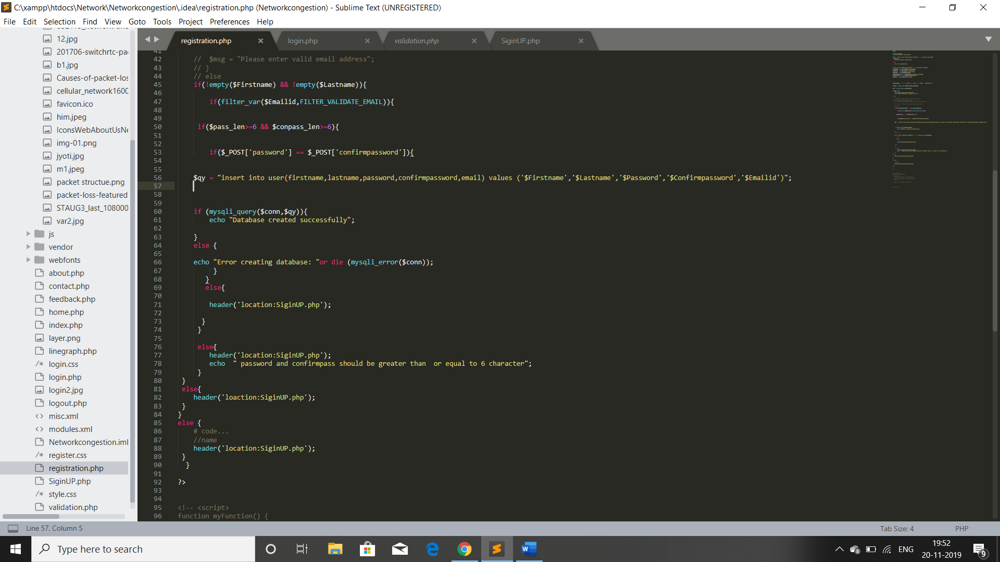 C:\xampp\htdocs\Network\Networkcongestion\.idea\registration.php (Networkcongestion) - Sublime Text (UNREGISTERED)
File Edit Selection Find View Goto Tools Project Preferences Help
12.jpg
201706-switchrtc-pa
b1.jpg
Causes-of-packet-los
cellular_network1600
favicon.ico
him.jpeg
IconsWebAboutUsNe
img-01.png
jyoti.jpg
m1.jpeg
packet structue.png
packet-loss-featured
STAUG3_last_108000
var2.jpg
js
vendor
webfonts
about.php
contact.php
feedback.php
home.php
index.php
layer.png
linegraph.php
/* login.css
login.php
login2.jpg
logout.php
<> misc.xml
<> modules.xml
Networkcongestion.iml
/* register.css
registration.php
SiginUP.php
/* style.css
validation.php
registration.php × login.php × validation.php × SiginUP.php ×
41
42 // $msg = "Please enter valid email address";
43 // }
44 // else
45 if(!empty($Firstname) && !empty($Lastname)){
46
47 if(filter_var($Emailid,FILTER_VALIDATE_EMAIL)){
48
49
50 if($pass_len>=6 && $conpass_len>=6){
51
52
53 if($_POST['password'] == $_POST['confirmpassword']){
54
55
56 $qy = "insert into user(firstname,lastname,password,confirmpassword,email) values ('$Firstname','$Lastname','$Password','$Confirmpassword','$Emailid')";
57
58
59
60 if (mysqli_query($conn,$qy)){
61 echo "Database created successfully";
62
63 }
64 else {
65
66 echo "Error creating database: "or die (mysqli_error($conn));
67 }
68 }
69 else{
70
71 header('location:SiginUP.php');
72
73 }
74 }
75
76 else{
77 header('location:SiginUP.php');
78 echo " password and confirmpass should be greater than  or equal to 6 character";
79 }
80 }
81 else{
82 header('loaction:SiginUP.php');
83 }
84 }
85 else {
86 # code...
87 //name
88 header('location:SiginUP.php');
89 }
90 }
91
92 ?>
93
94
95 <!-- <script>
96 function myFunction() {
Line 57, Column 5 Tab Size: 4 PHP
Type here to search
ENG
19:52
20-11-2019
9